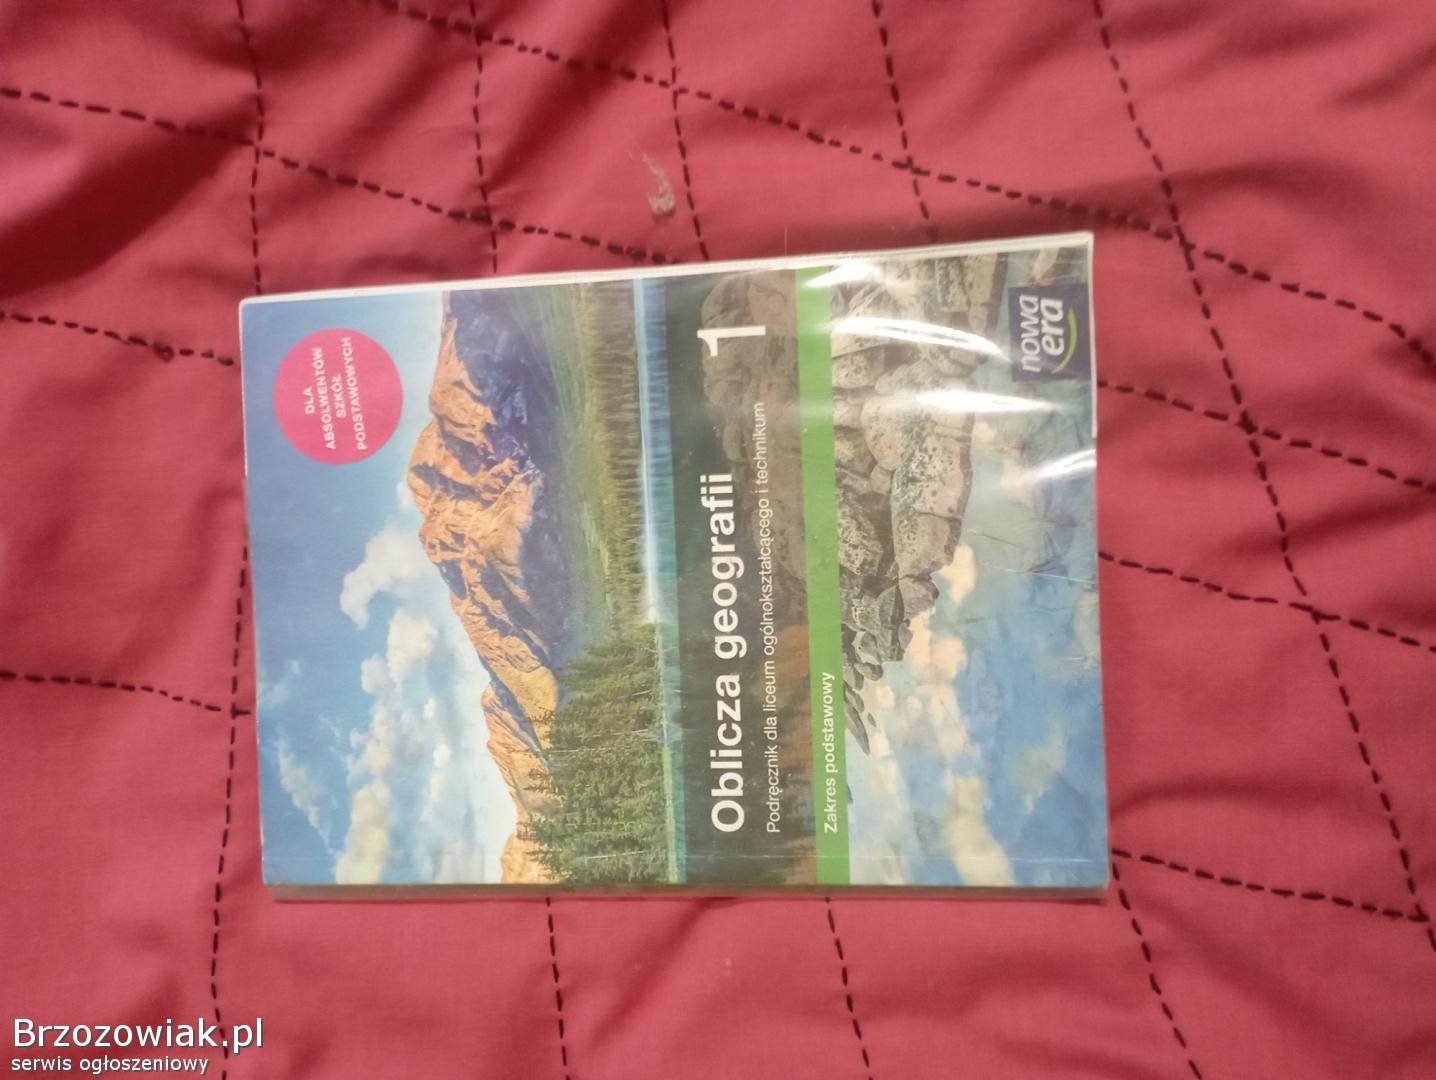 DLA
ABSOLWENTÓW
SZKÓŁ
PODSTAWOWYCH
Oblicza geografii 1
Podręcznik dla liceum ogólnokształcącego i technikum
Zakres podstawowy
nowa
era
Brzozowiak.pl
serwis ogłoszeniowy